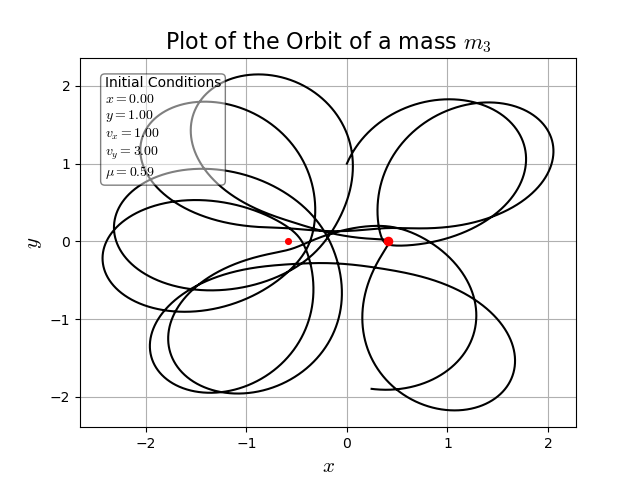 Plot of the Orbit of a mass m₃
Initial Conditions
x = 0.00
y = 1.00
vₓ = 1.00
v_y = 3.00
μ = 0.59
y
2
1
0
−1
−2
−2 −1 0 1 2
x